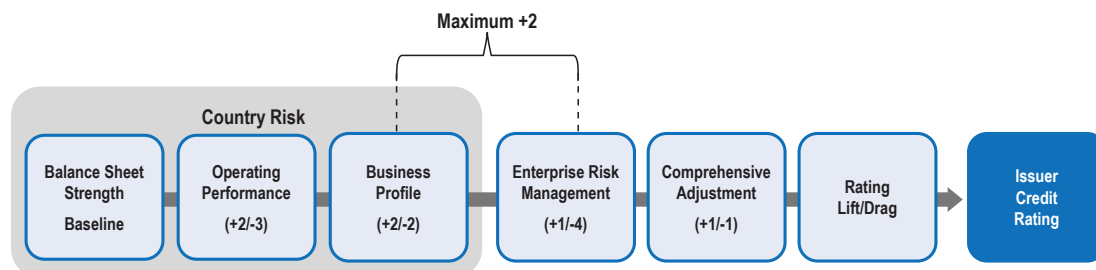 Maximum +2
Country Risk
Balance Sheet
Strength
Baseline
Operating
Performance
(+2/-3)
Business
Profile
(+2/-2)
Enterprise Risk
Management
(+1/-4)
Comprehensive
Adjustment
(+1/-1)
Rating
Lift/Drag
Issuer
Credit
Rating